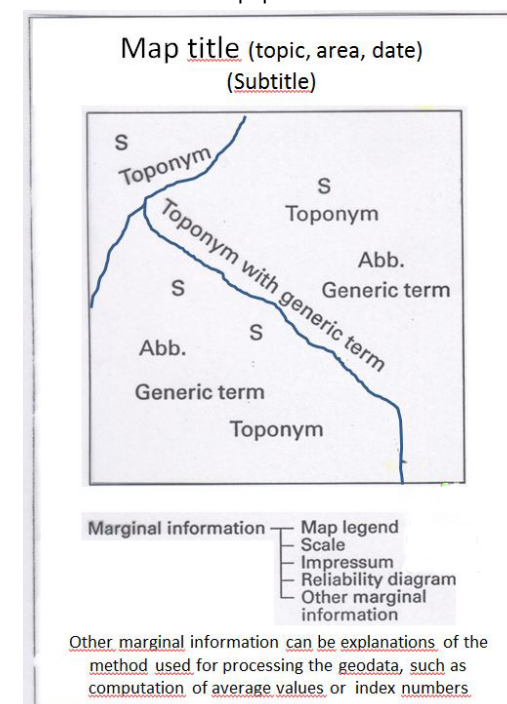 Map title (topic, area, date)
(Subtitle)
S
Toponym
S
Toponym
Toponym with generic term
Abb.
Generic term
S
S
Abb.
Generic term
Toponym
Marginal information
Map legend
Scale
Impressum
Reliability diagram
Other marginal
information
Other marginal information can be explanations of the
method used for processing the geodata, such as
computation of average values or index numbers